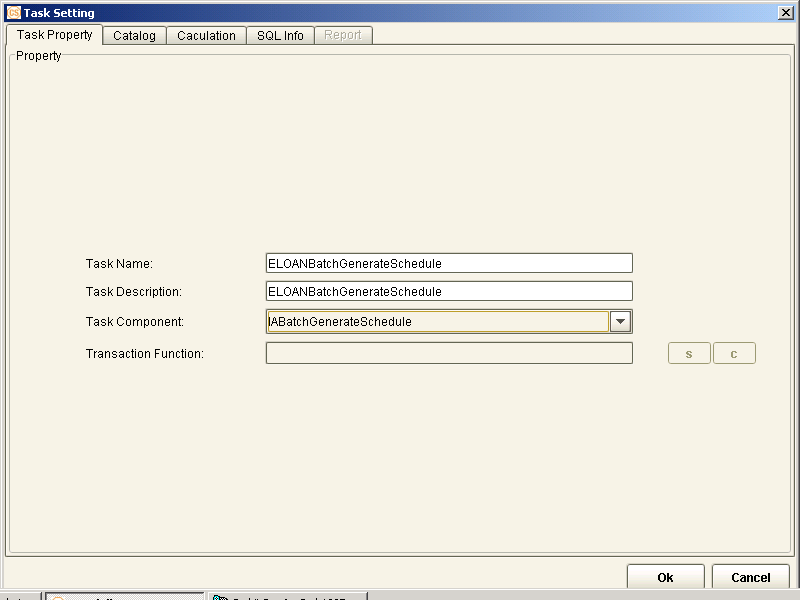 Task Setting
Task Property Catalog Caculation SQL Info Report
Property
Task Name: ELOANBatchGenerateSchedule
Task Description: ELOANBatchGenerateSchedule
Task Component: IABatchGenerateSchedule
Transaction Function: s c
Ok Cancel